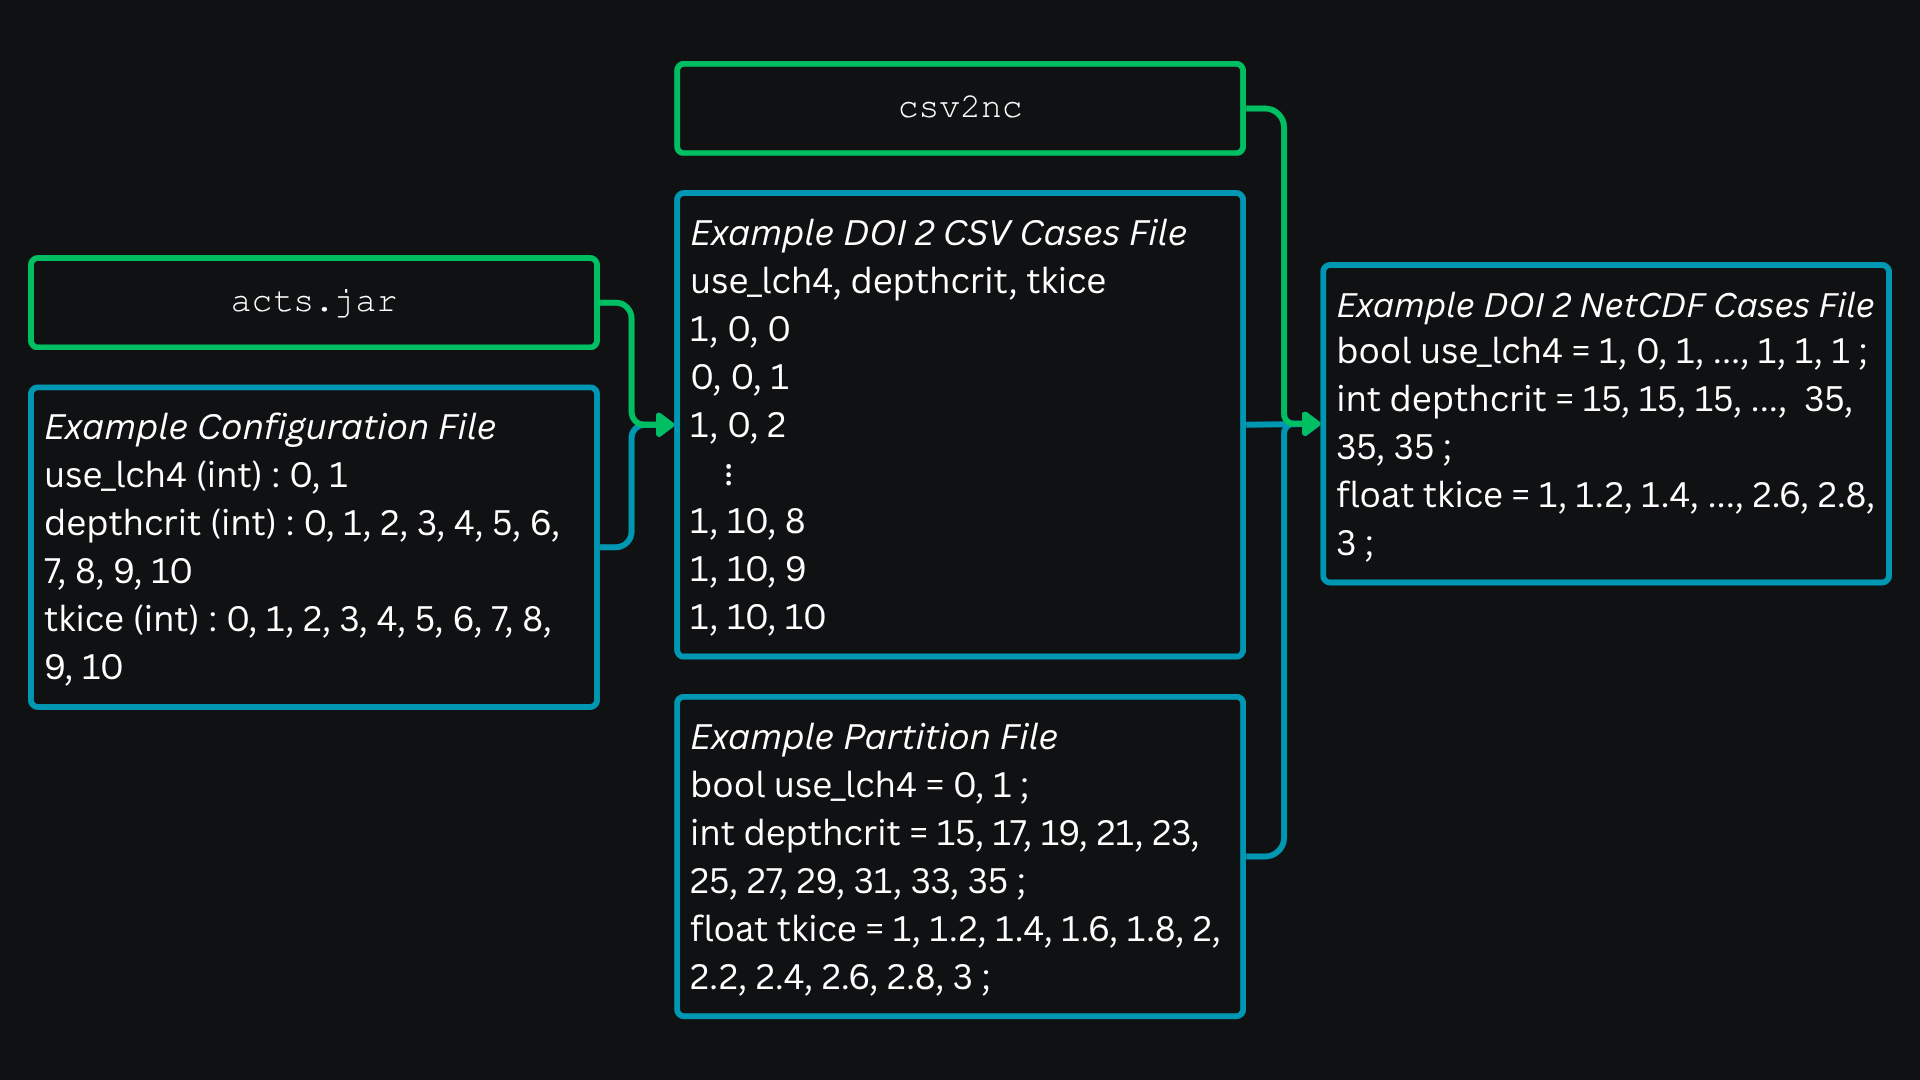 acts.jar
Example Configuration File
use_lch4 (int) : 0, 1
depthcrit (int) : 0, 1, 2, 3, 4, 5, 6,
7, 8, 9, 10
tkice (int) : 0, 1, 2, 3, 4, 5, 6, 7, 8,
9, 10
csv2nc
Example DOI 2 CSV Cases File
use_lch4, depthcrit, tkice
1, 0, 0
0, 0, 1
1, 0, 2
⋮
1, 10, 8
1, 10, 9
1, 10, 10
Example Partition File
bool use_lch4 = 0, 1 ;
int depthcrit = 15, 17, 19, 21, 23,
25, 27, 29, 31, 33, 35 ;
float tkice = 1, 1.2, 1.4, 1.6, 1.8, 2,
2.2, 2.4, 2.6, 2.8, 3 ;
Example DOI 2 NetCDF Cases File
bool use_lch4 = 1, 0, 1, ..., 1, 1, 1 ;
int depthcrit = 15, 15, 15, ..., 35,
35, 35 ;
float tkice = 1, 1.2, 1.4, ..., 2.6, 2.8,
3 ;